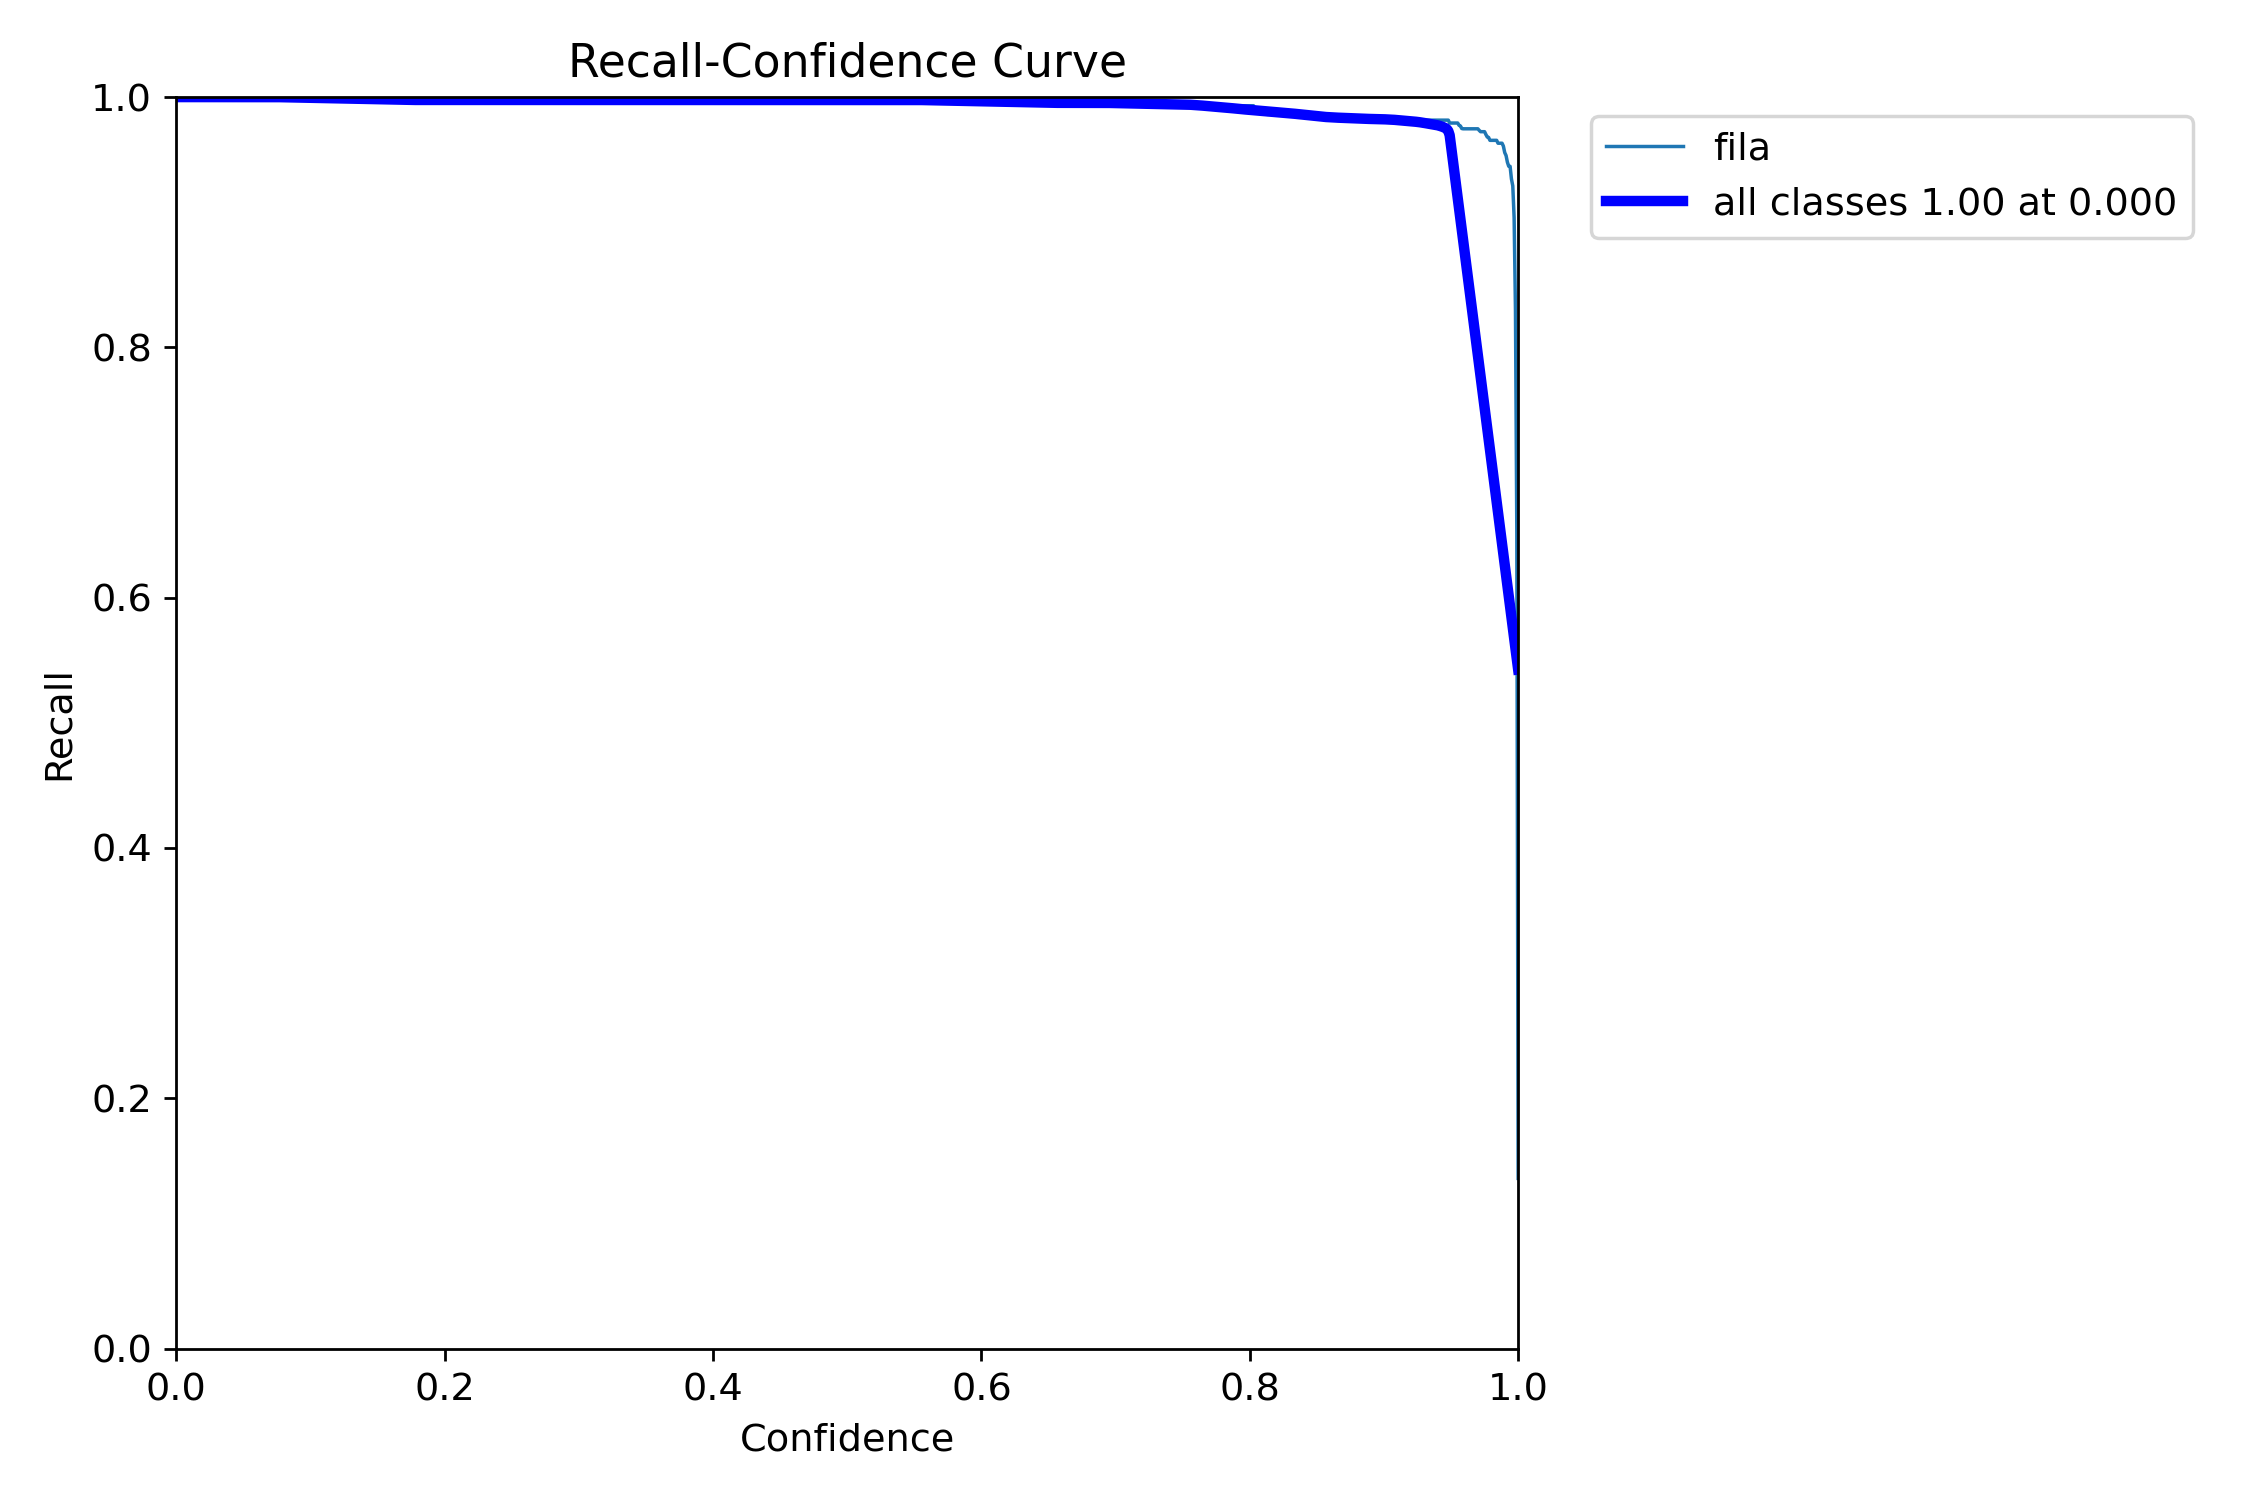 Recall-Confidence Curve
1.0
0.8
0.6
0.4
0.2
0.0
Recall
0.0 0.2 0.4 0.6 0.8 1.0
Confidence
fila
all classes 1.00 at 0.000